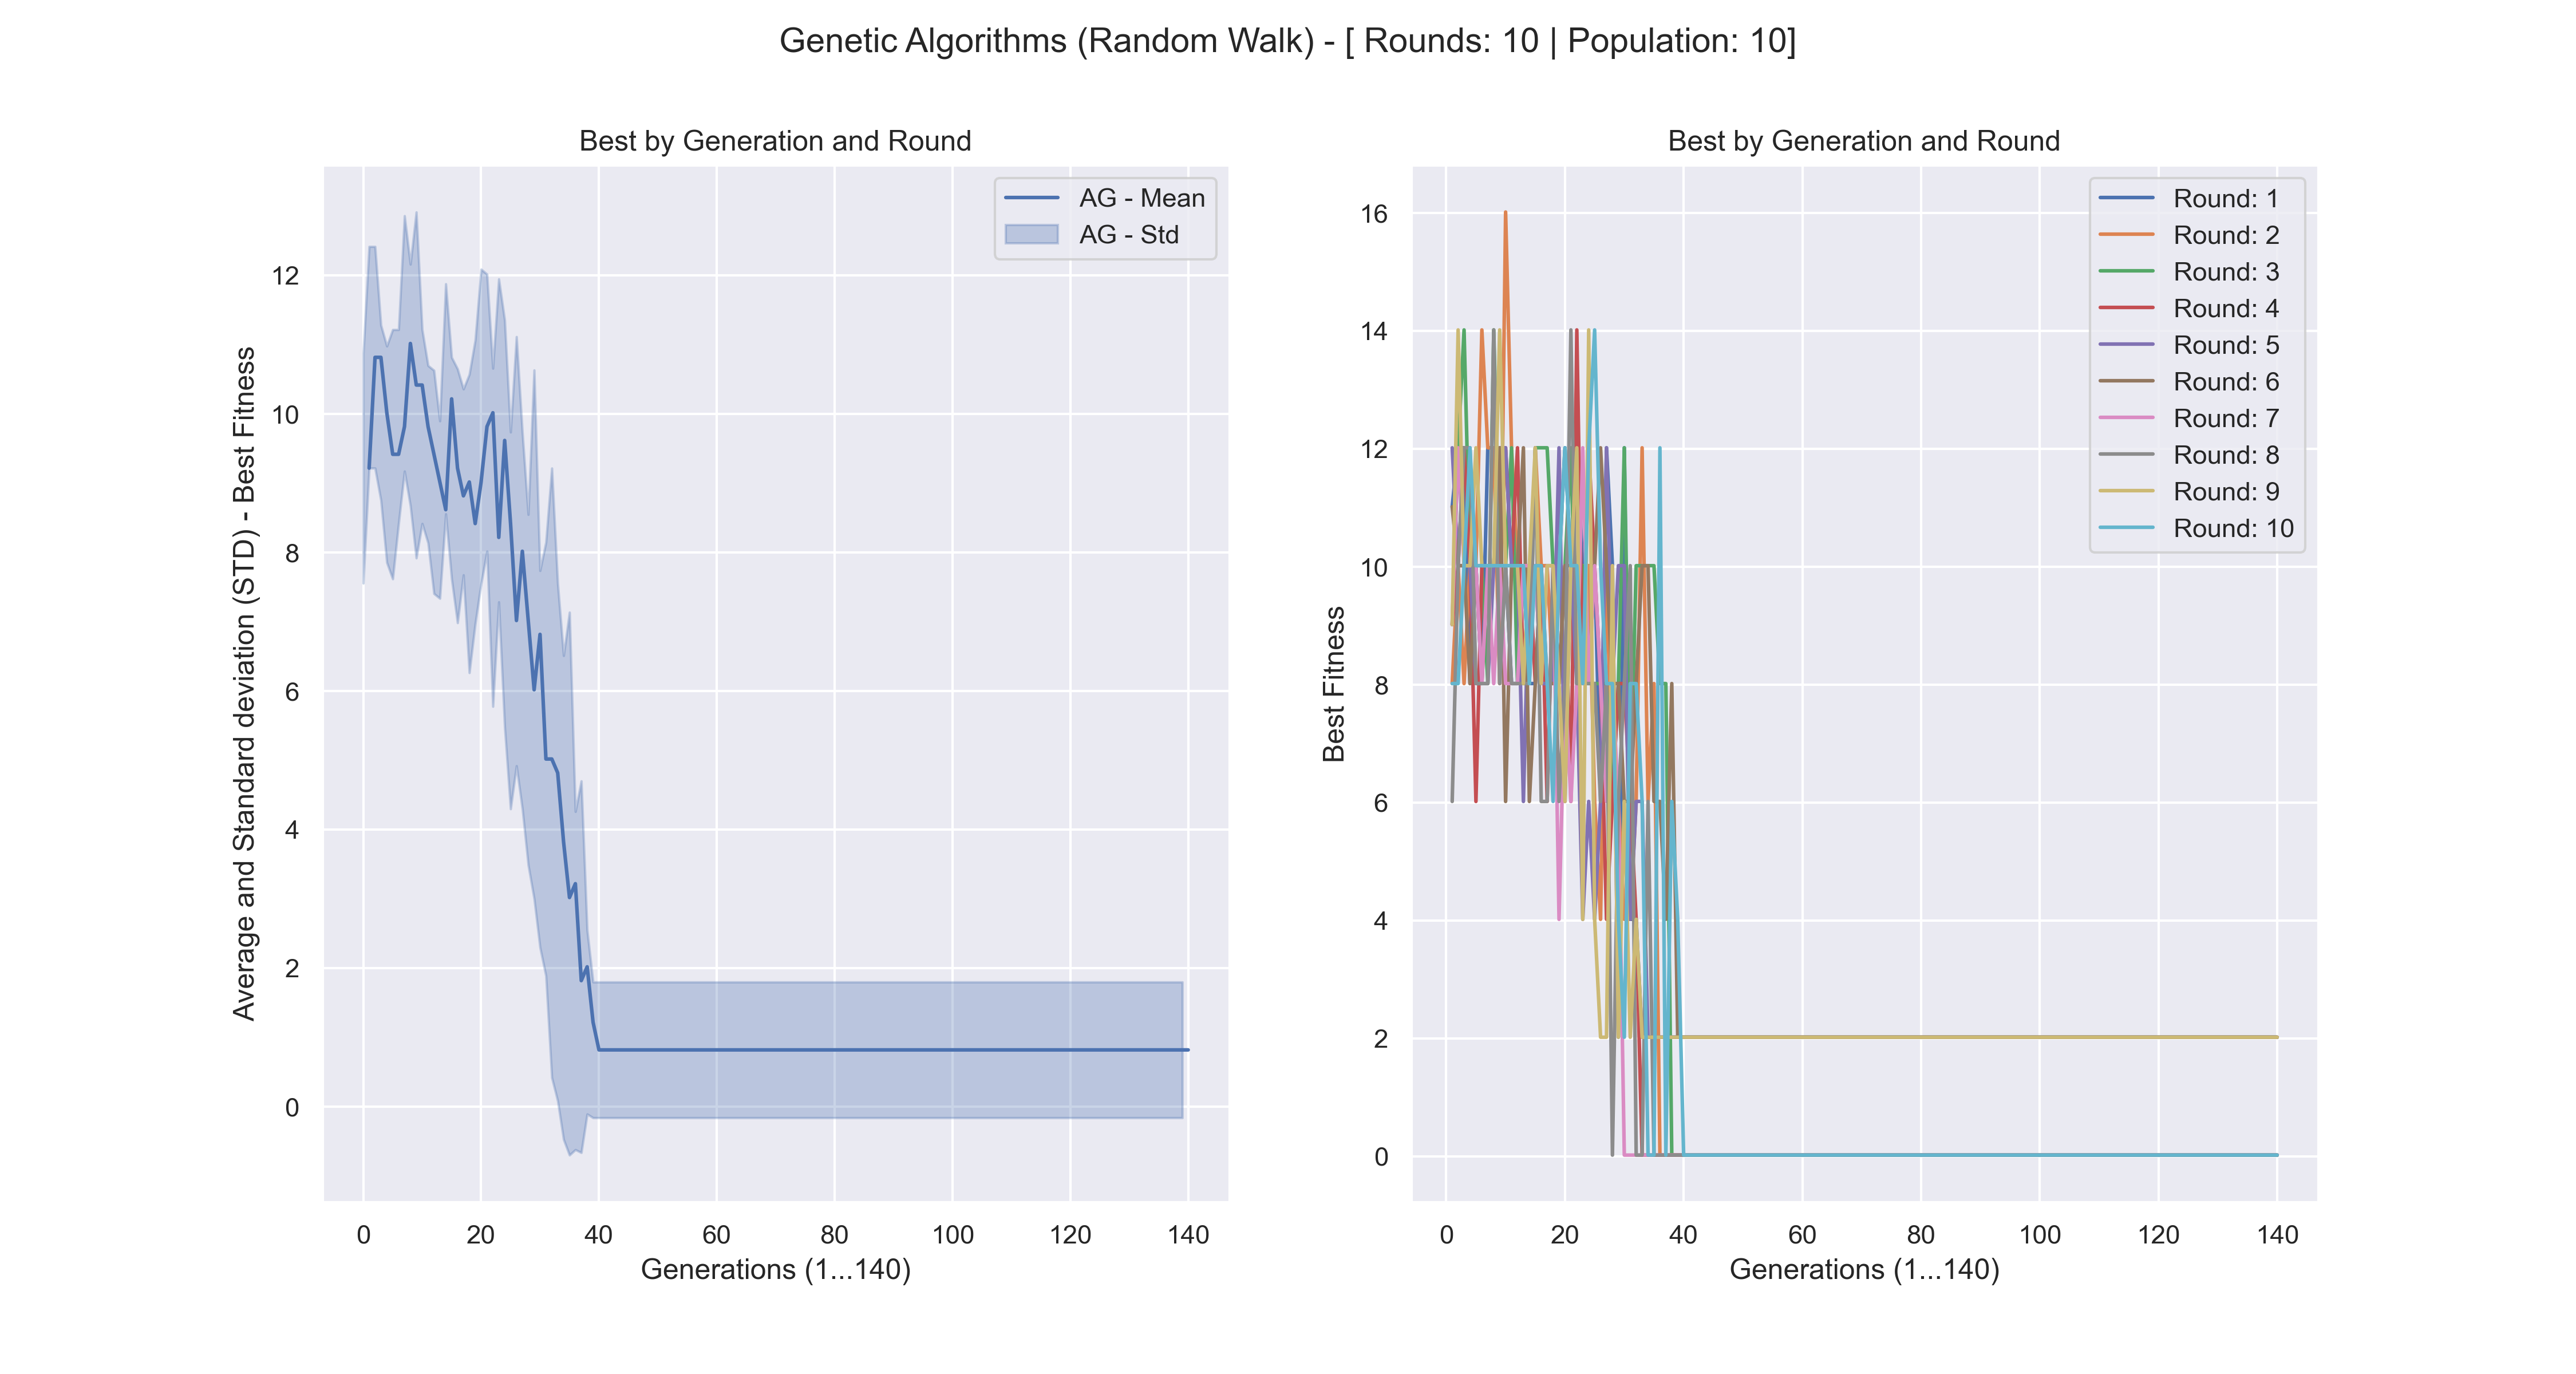 Genetic Algorithms (Random Walk) - [ Rounds: 10 | Population: 10]
Best by Generation and Round
AG - Mean
AG - Std
Average and Standard deviation (STD) - Best Fitness
12
10
8
6
4
2
0
0 20 40 60 80 100 120 140
Generations (1...140)
Best by Generation and Round
Round: 1
Round: 2
Round: 3
Round: 4
Round: 5
Round: 6
Round: 7
Round: 8
Round: 9
Round: 10
Best Fitness
16
14
12
10
8
6
4
2
0
0 20 40 60 80 100 120 140
Generations (1...140)